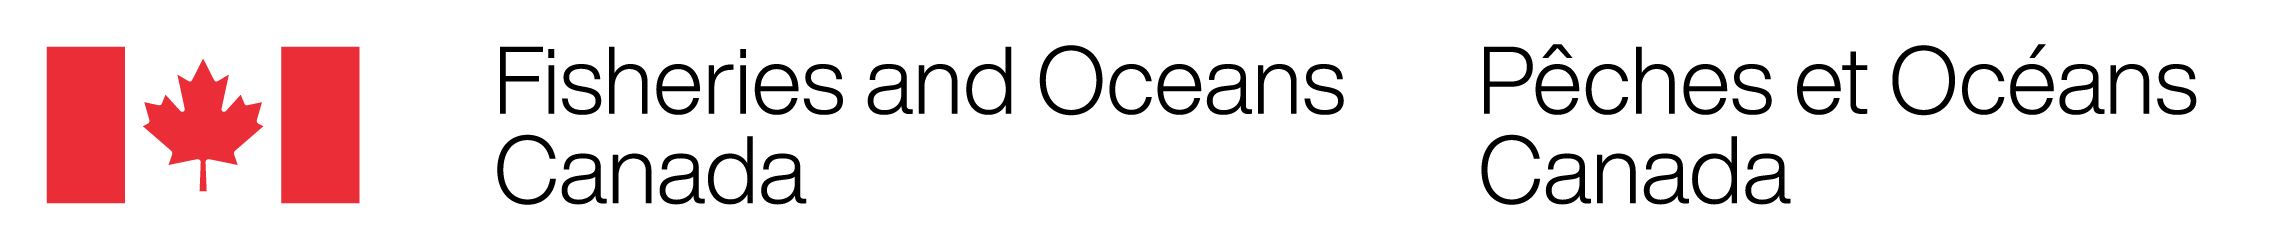 Fisheries and Oceans
Canada
Pêches et Océans
Canada